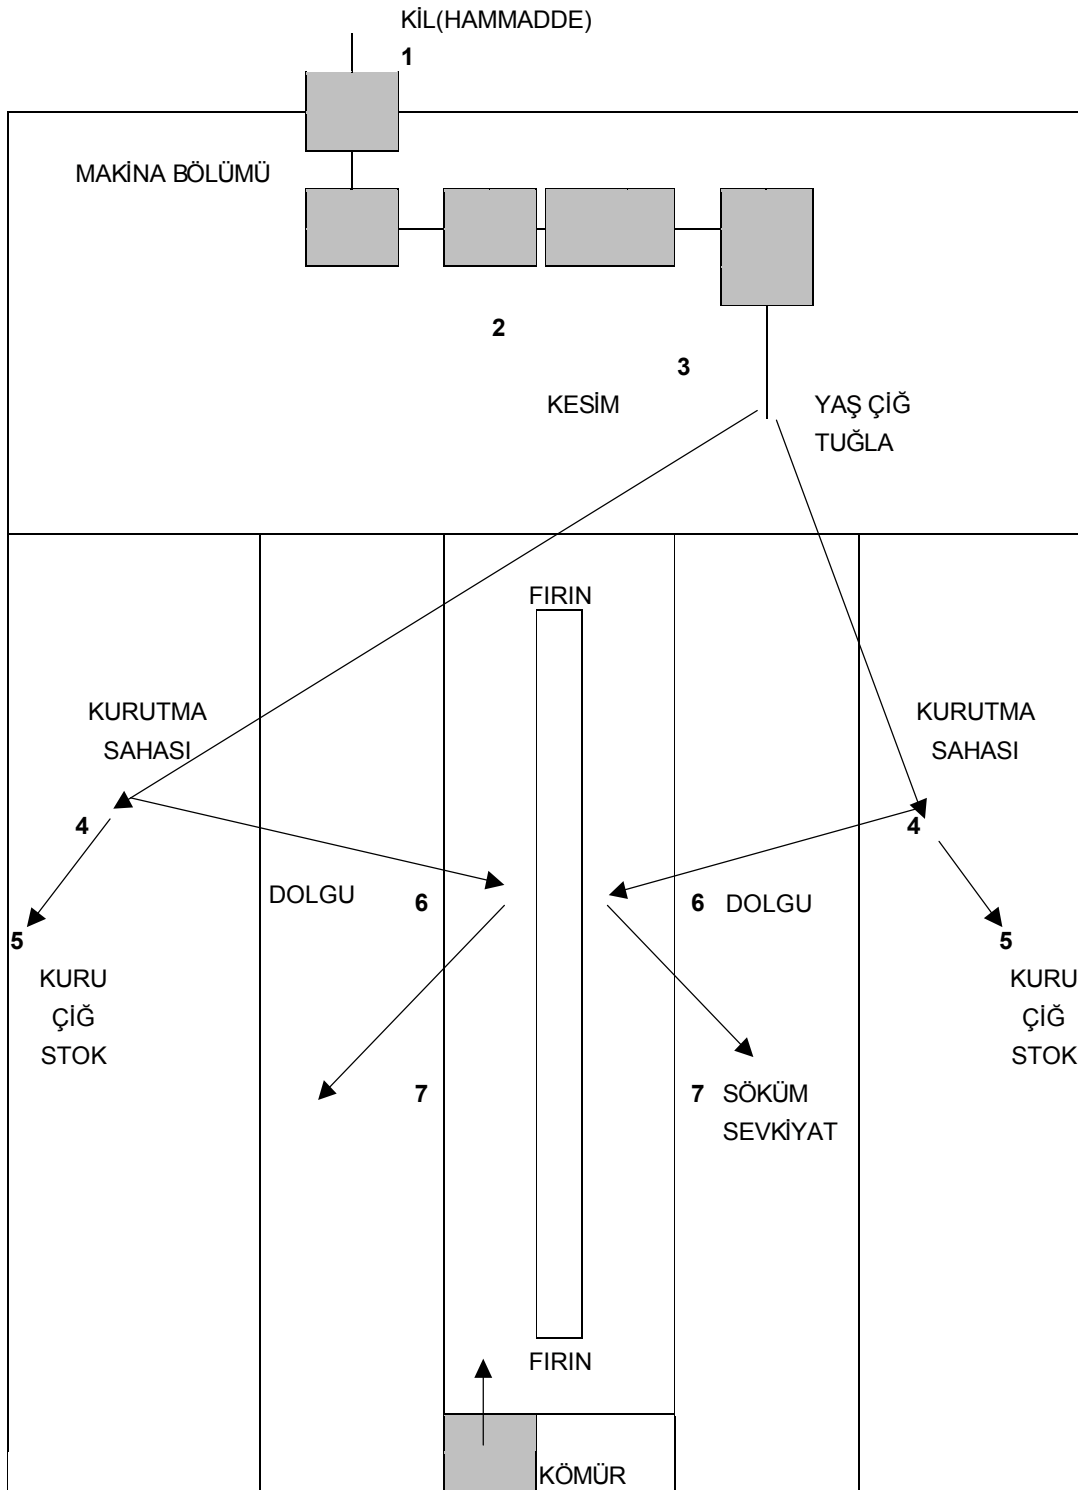 KİL(HAMMADDE)
1
MAKİNA BÖLÜMÜ
2
3
KESİM
YAŞ ÇİĞ
TUĞLA
FIRIN
KURUTMA
SAHASI
KURUTMA
SAHASI
4
4
DOLGU
6
6 DOLGU
5
KURU
ÇİĞ
STOK
5
KURU
ÇİĞ
STOK
7
7 SÖKÜM
SEVKİYAT
FIRIN
KÖMÜR